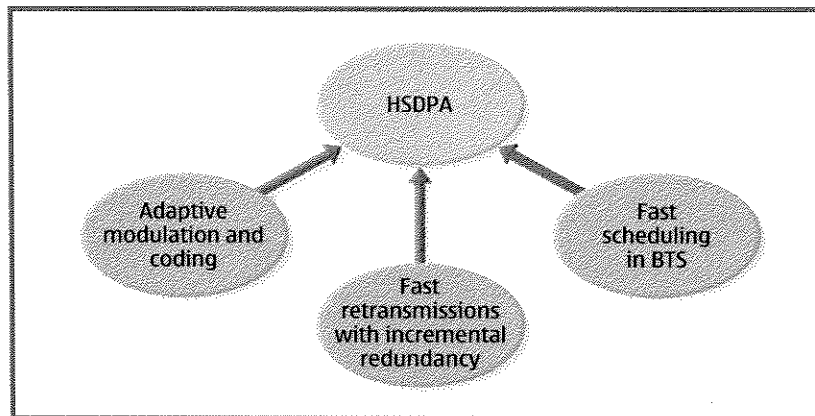 HSDPA
Adaptive
modulation and
coding
Fast
retransmissions
with incremental
redundancy
Fast
scheduling
in BTS